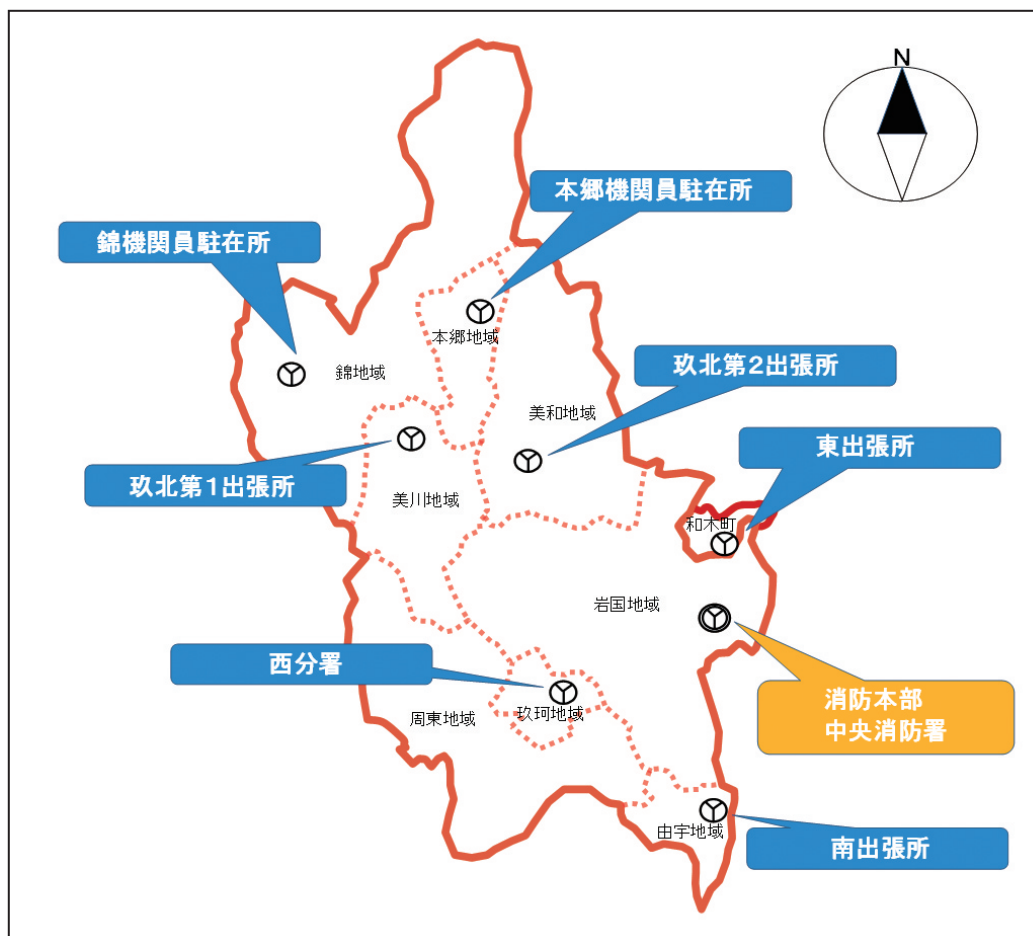 N
本郷機関員駐在所
錦機関員駐在所
本郷地域
錦地域
玖北第2出張所
美和地域
東出張所
玖北第1出張所
美川地域
和木町
岩国地域
西分署
消防本部
中央消防署
周東地域
玖珂地域
由宇地域
南出張所